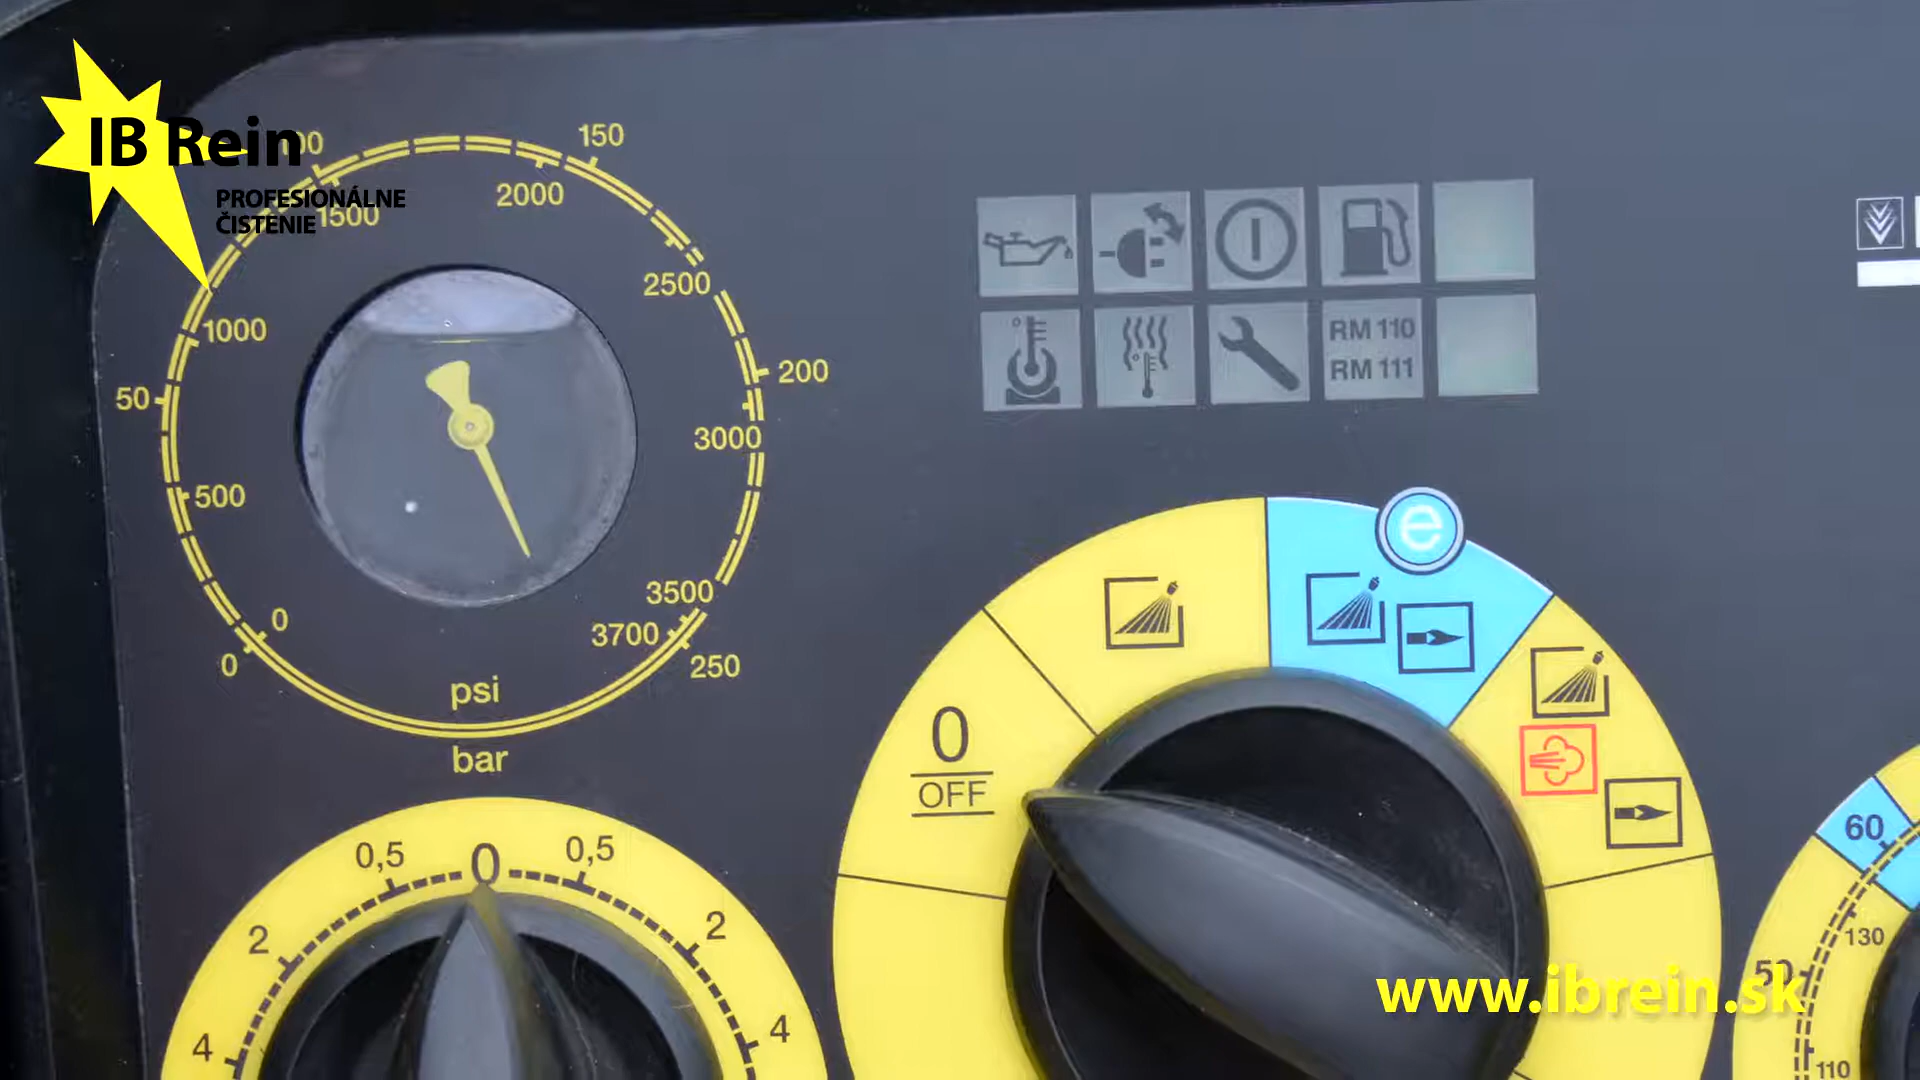 IB Rein
PROFESIONÁLNE
ČISTENIE
150
1500
2000
2500
1000
50
200
3000
500
3500
0
3700
0
250
psi
bar
RM 110
RM 111
e
0
OFF
0,5
0
0,5
2
2
4
4
60
130
50
110
www.ibrein.sk